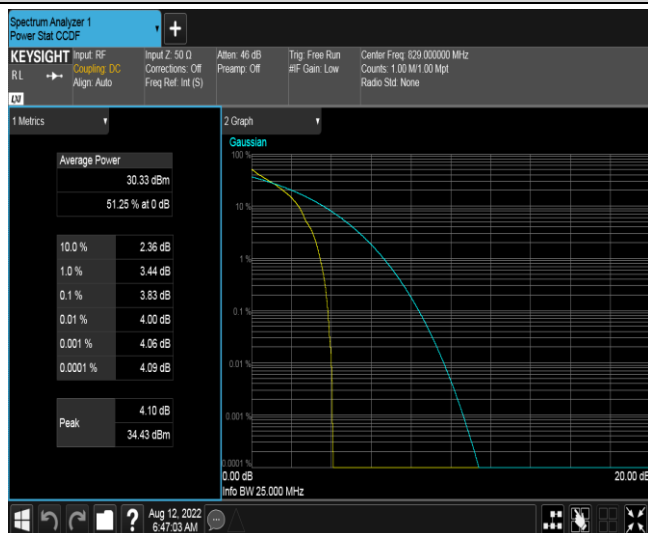 Spectrum Analyzer 1
Power Stat CCDF
+
KEYSIGHT
RL
LXI
Input: RF
Coupling: DC
Align: Auto
Input Z: 50 Ω
Corrections: Off
Freq Ref: Int (S)
Atten: 46 dB
Preamp: Off
Trig: Free Run
#IF Gain: Low
Center Freq: 829.000000 MHz
Counts: 1.00 M/1.00 Mpt
Radio Std: None
1 Metrics
Average Power
30.33 dBm
51.25 % at 0 dB
10.0 % 2.36 dB
1.0 % 3.44 dB
0.1 % 3.83 dB
0.01 % 4.00 dB
0.001 % 4.06 dB
0.0001 % 4.09 dB
Peak
4.10 dB
34.43 dBm
2 Graph
Gaussian
100 %
10 %
1 %
0.1 %
0.01 %
0.001 %
0.0001 %
0.00 dB 20.00 dB
Info BW 25.000 MHz
?
Aug 12, 2022
6:47:03 AM